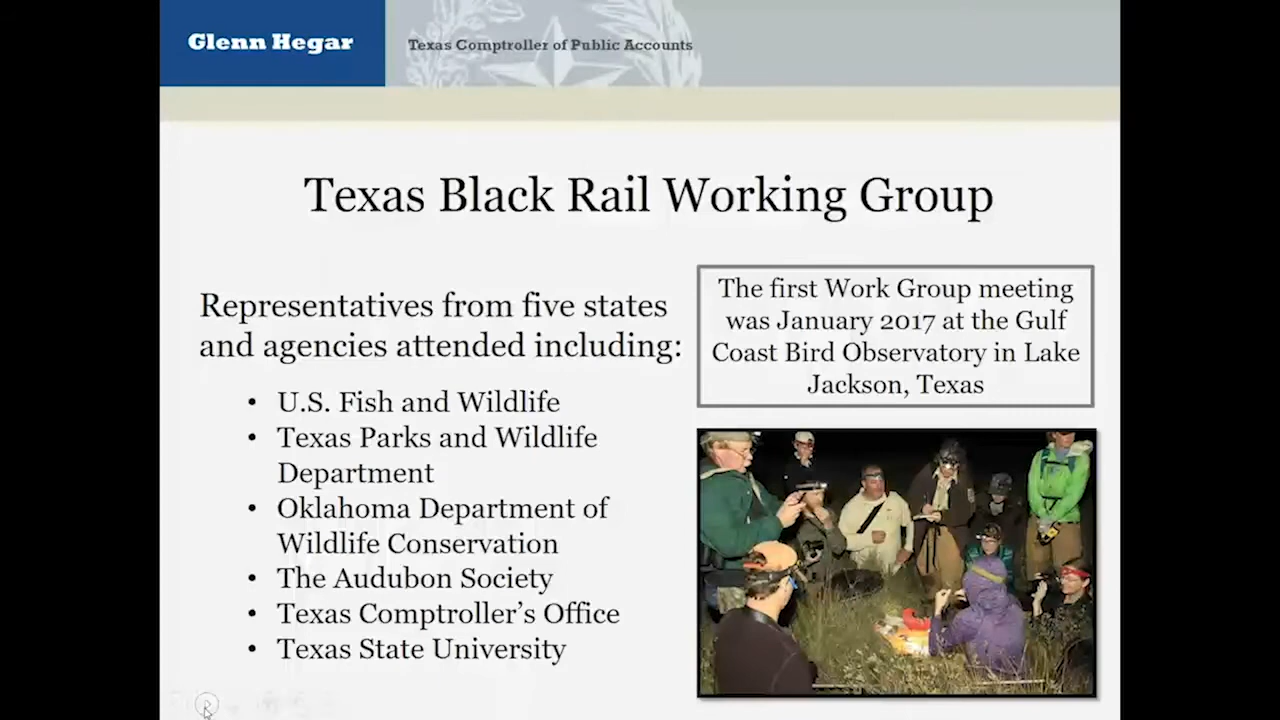 Glenn Hegar
Texas Comptroller of Public Accounts
Texas Black Rail Working Group
Representatives from five states
and agencies attended including:
• U.S. Fish and Wildlife
• Texas Parks and Wildlife
Department
• Oklahoma Department of
Wildlife Conservation
• The Audubon Society
• Texas Comptroller’s Office
• Texas State University
The first Work Group meeting
was January 2017 at the Gulf
Coast Bird Observatory in Lake
Jackson, Texas